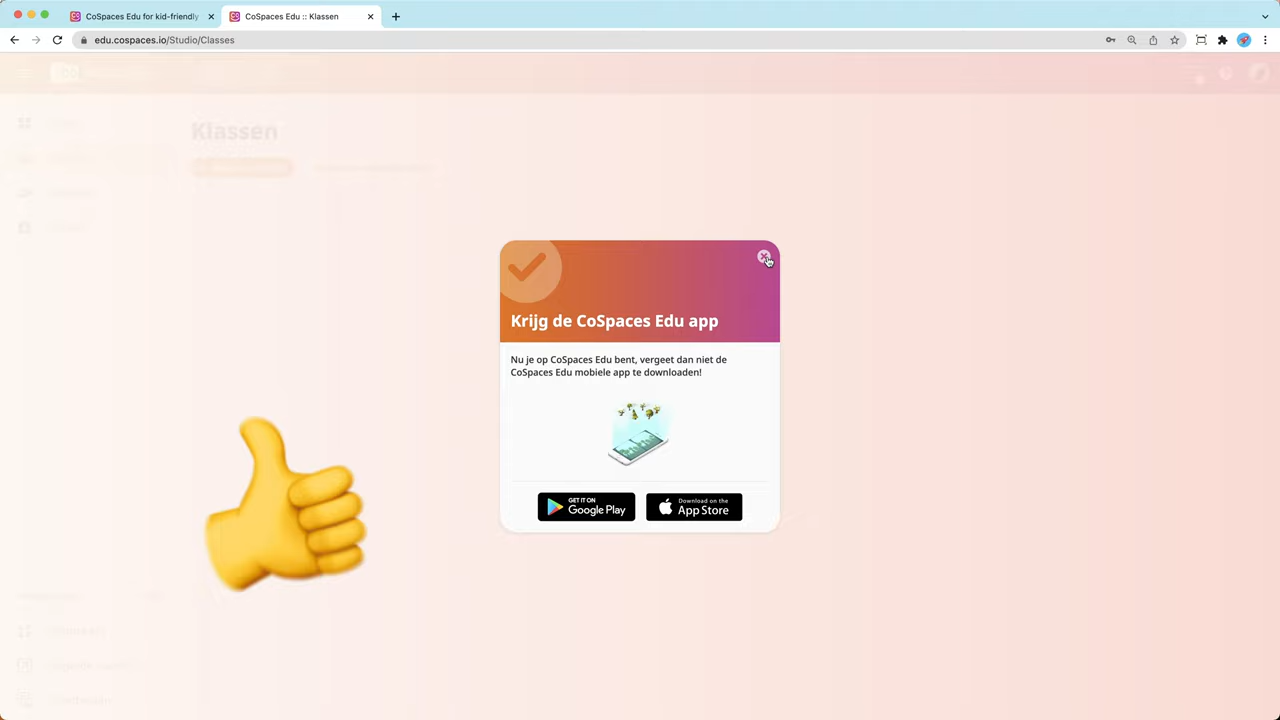 CoSpaces Edu for kid-friendly
CoSpaces Edu :: Klassen
edu.cospaces.io/Studio/Classes
Klassen
Krijg de CoSpaces Edu app
Nu je op CoSpaces Edu bent, vergeet dan niet de
CoSpaces Edu mobiele app te downloaden!
GET IT ON
Google Play
Download on the
App Store